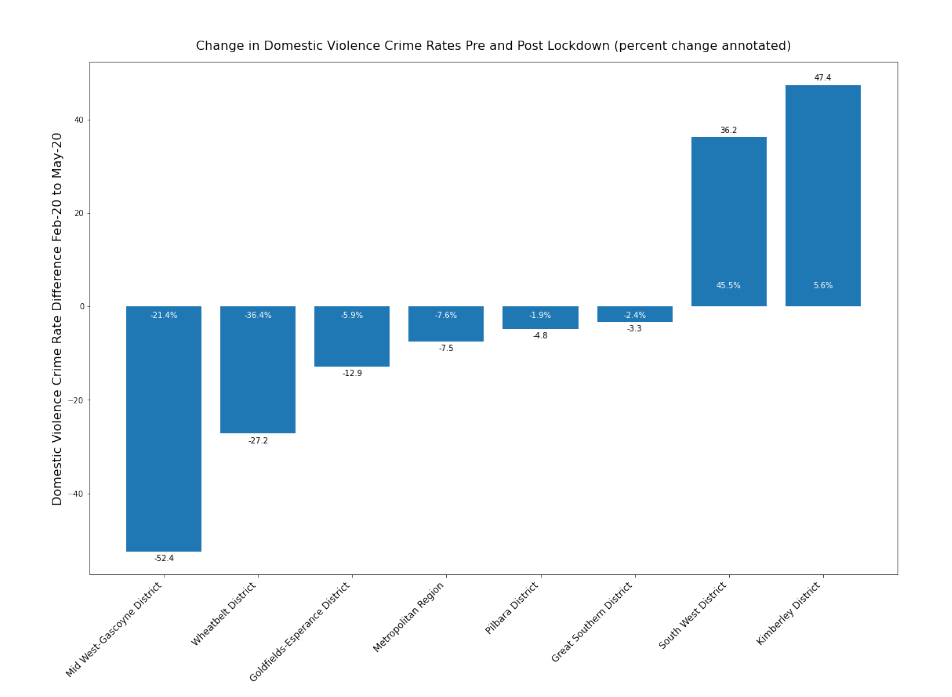 Change in Domestic Violence Crime Rates Pre and Post Lockdown (percent change annotated)
Domestic Violence Crime Rate Difference Feb-20 to May-20
40
20
0
−20
−40
47.4
36.2
45.5%
5.6%
-21.4%
-36.4%
-5.9%
-7.6%
-1.9%
-2.4%
-3.3
-4.8
-7.5
-12.9
-27.2
-52.4
Mid West-Gascoyne District
Wheatbelt District
Goldfields-Esperance District
Metropolitan Region
Pilbara District
Great Southern District
South West District
Kimberley District